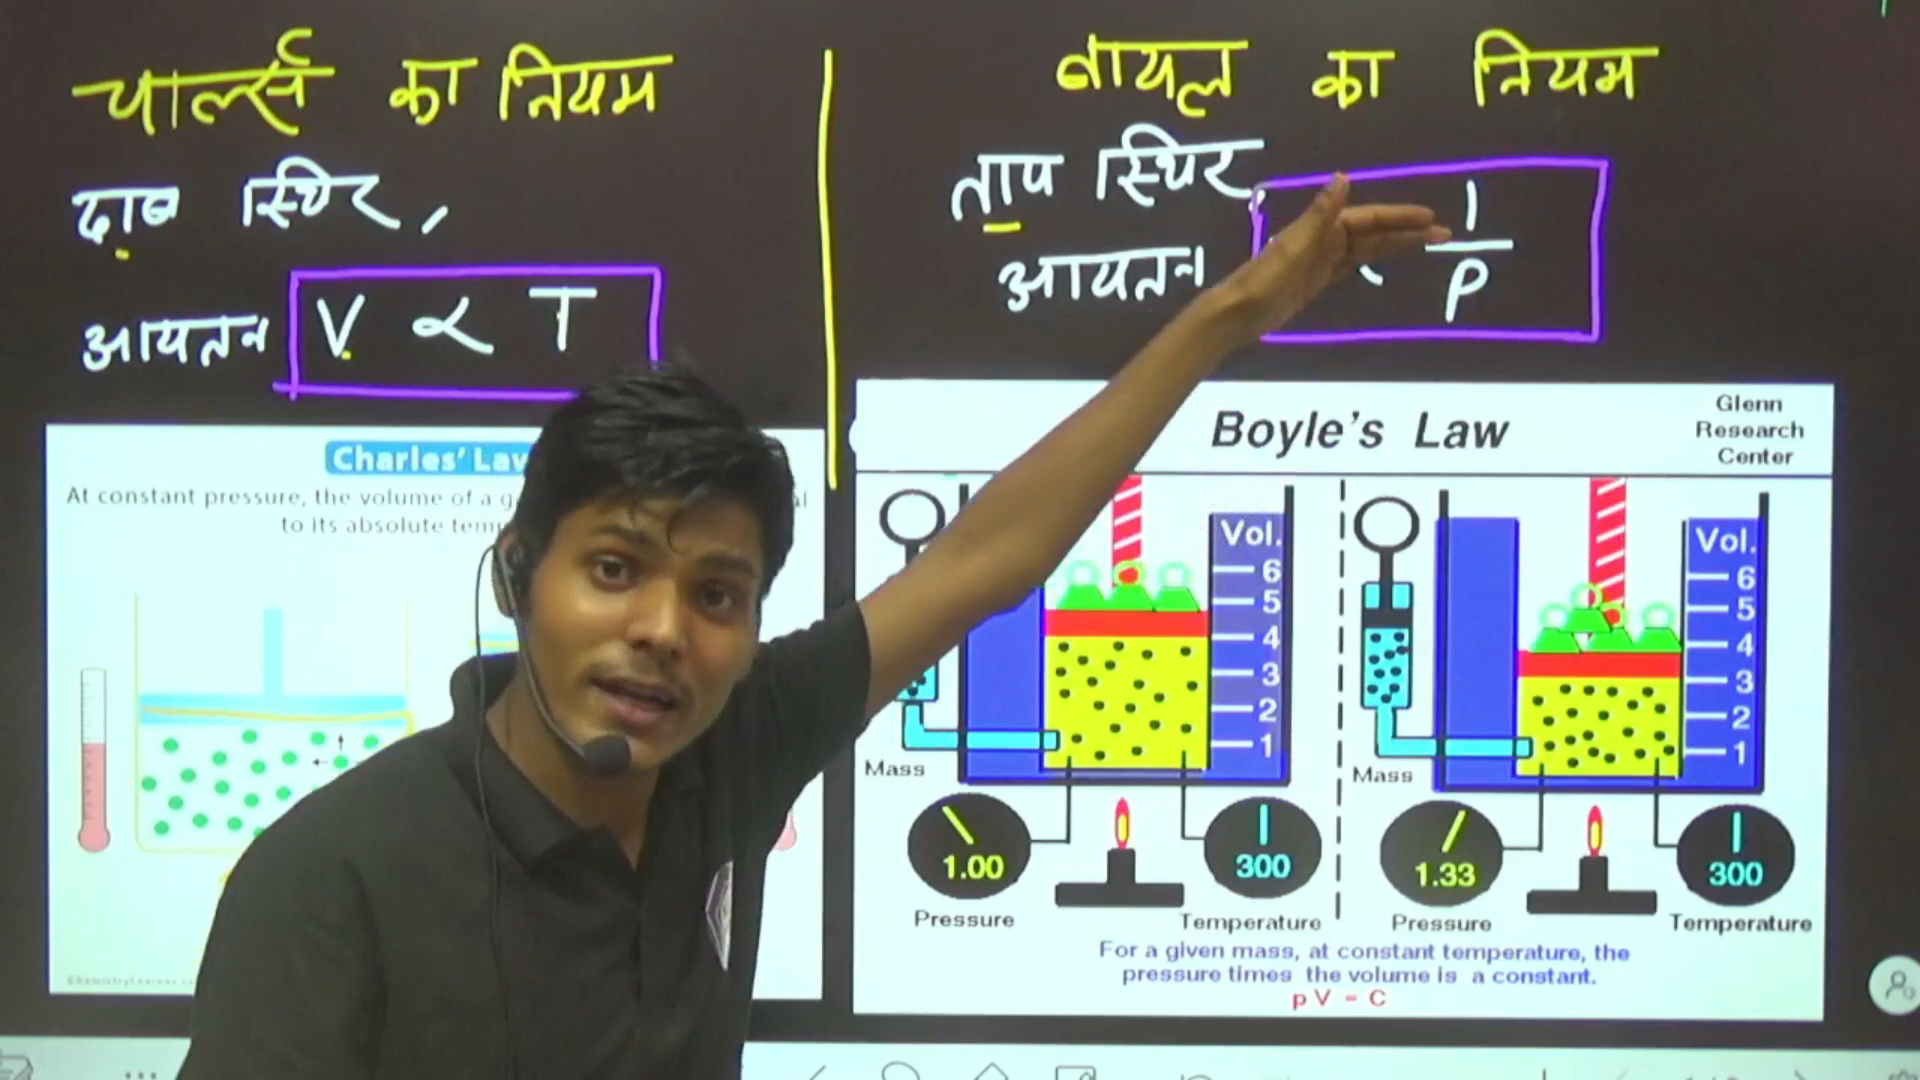 चार्ल्स का नियम
दाब स्थिर,
आयतन V ∝ T
बायल का नियम
ताप स्थिर,
आयतन 1/P
Charles' Law
At constant pressure, the volume of a
to its absolute
Boyle's Law
Glenn
Research
Center
Vol.
6
5
4
3
2
1
Mass
1.00
Pressure
300
Temperature
Vol.
6
5
4
3
2
1
Mass
1.33
Pressure
300
Temperature
For a given mass, at constant temperature, the
pressure times the volume is a constant.
p V = C